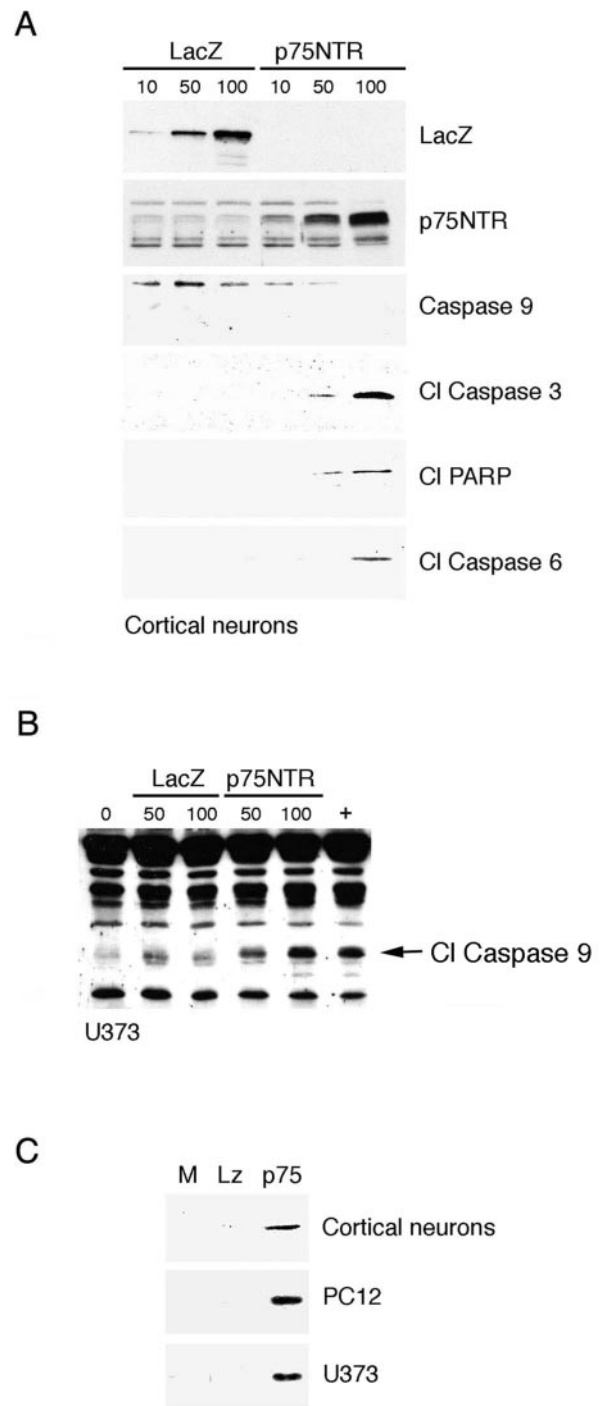 A
LacZ p75NTR
10 50 100 10 50 100
LacZ
p75NTR
Caspase 9
Cl Caspase 3
Cl PARP
Cl Caspase 6
Cortical neurons
B
LacZ p75NTR
0 50 100 50 100 +
Cl Caspase 9
U373
C
M Lz p75
Cortical neurons
PC12
U373